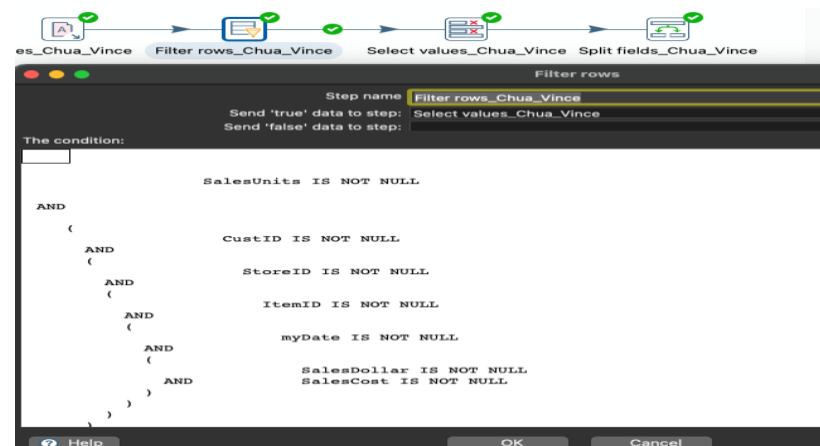 es_Chua_Vince Filter rows_Chua_Vince Select values_Chua_Vince Split fields_Chua_Vince
Filter rows
Step name Filter rows_Chua_Vince
Send 'true' data to step: Select values_Chua_Vince
Send 'false' data to step:
The condition:
SalesUnits IS NOT NULL
AND
(
CustID IS NOT NULL
AND
(
StoreID IS NOT NULL
AND
(
ItemID IS NOT NULL
AND
(
myDate IS NOT NULL
AND
(
SalesDollar IS NOT NULL
AND SalesCost IS NOT NULL
)
)
)
)
? Help OK Cancel